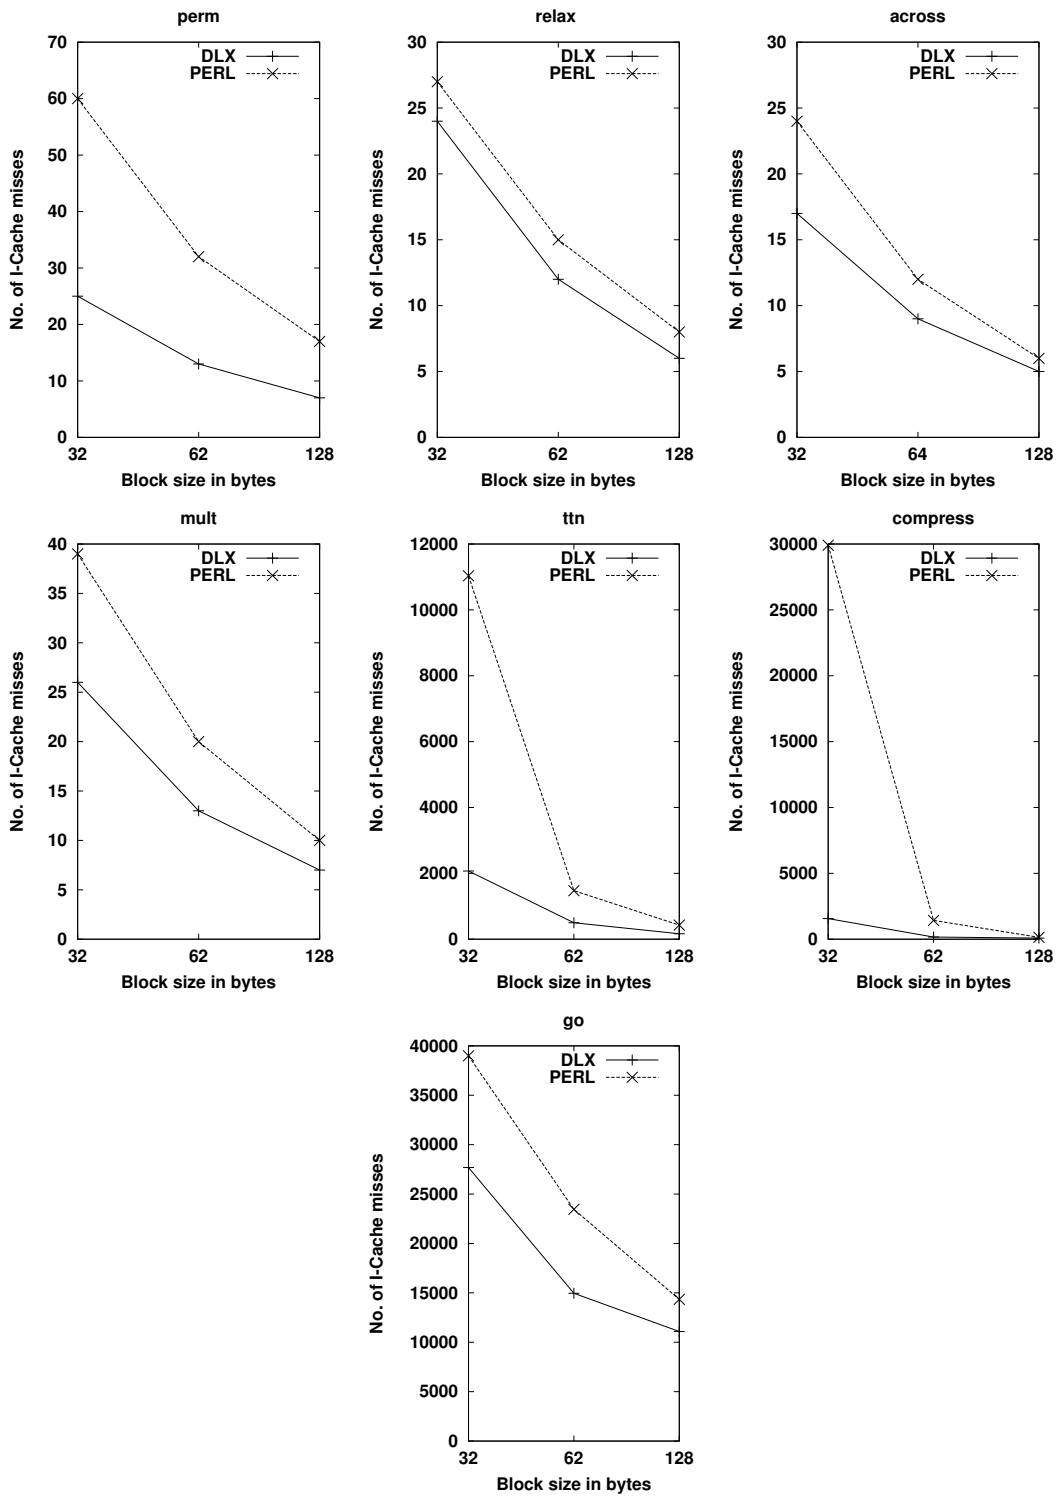 perm
70
60
50
40
30
20
10
0
32 62 128
No. of I-Cache misses
Block size in bytes
DLX
PERL
relax
30
25
20
15
10
5
0
32 62 128
No. of I-Cache misses
Block size in bytes
DLX
PERL
across
30
25
20
15
10
5
0
32 64 128
No. of I-Cache misses
Block size in bytes
DLX
PERL
mult
40
35
30
25
20
15
10
5
0
32 62 128
No. of I-Cache misses
Block size in bytes
DLX
PERL
ttn
12000
10000
8000
6000
4000
2000
0
32 62 128
No. of I-Cache misses
Block size in bytes
DLX
PERL
compress
30000
25000
20000
15000
10000
5000
0
32 62 128
No. of I-Cache misses
Block size in bytes
DLX
PERL
go
40000
35000
30000
25000
20000
15000
10000
5000
0
32 62 128
No. of I-Cache misses
Block size in bytes
DLX
PERL